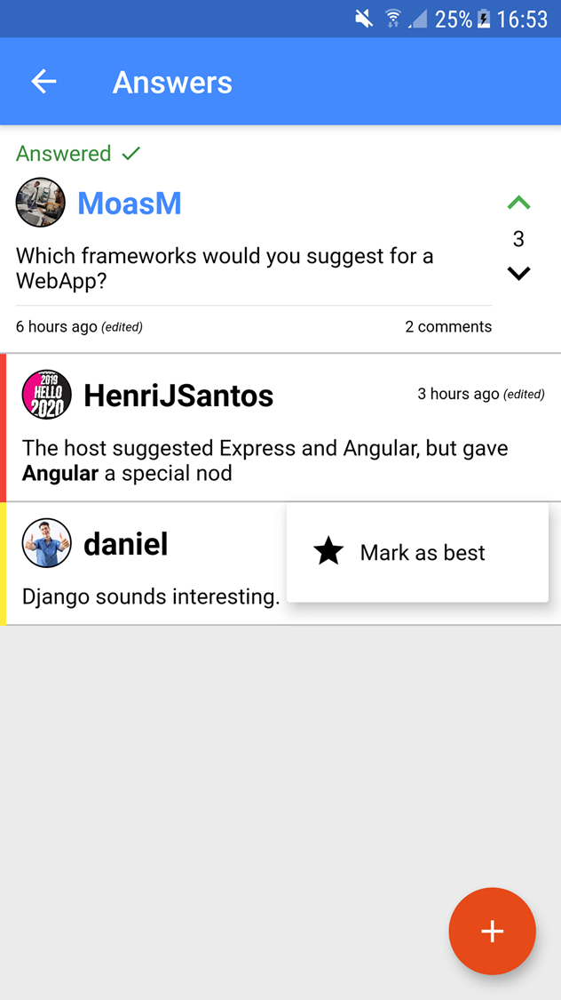 25% 16:53
Answers
Answered
MoasM
3
Which frameworks would you suggest for a
WebApp?
6 hours ago (edited) 2 comments
2019
HELLO
2020
HenriJSantos 3 hours ago (edited)
The host suggested Express and Angular, but gave
Angular a special nod
daniel
Mark as best
Django sounds interesting.